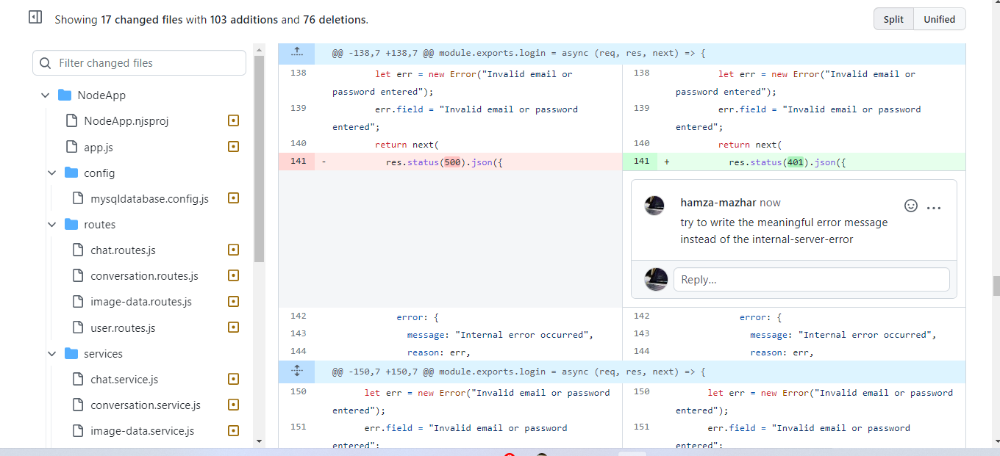 Showing 17 changed files with 103 additions and 76 deletions.
Split
Unified
Filter changed files
NodeApp
NodeApp.njsproj
app.js
config
mysqldatabase.config.js
routes
chat.routes.js
conversation.routes.js
image-data.routes.js
user.routes.js
services
chat.service.js
conversation.service.js
image-data.service.js
@@ -138,7 +138,7 @@ module.exports.login = async (req, res, next) => {
138 let err = new Error("Invalid email or
password entered");
139 err.field = "Invalid email or password
entered";
140 return next(
141 - res.status(500).json({
142 error: {
143 message: "Internal error occurred",
144 reason: err,
138 let err = new Error("Invalid email or
password entered");
139 err.field = "Invalid email or password
entered";
140 return next(
141 + res.status(401).json({
hamza-mazhar now
try to write the meaningful error message
instead of the internal-server-error
Reply...
142 error: {
143 message: "Internal error occurred",
144 reason: err,
@@ -150,7 +150,7 @@ module.exports.login = async (req, res, next) => {
150 let err = new Error("Invalid email or password
entered");
151 err.field = "Invalid email or password
entered";
150 let err = new Error("Invalid email or password
entered");
151 err.field = "Invalid email or password
entered";